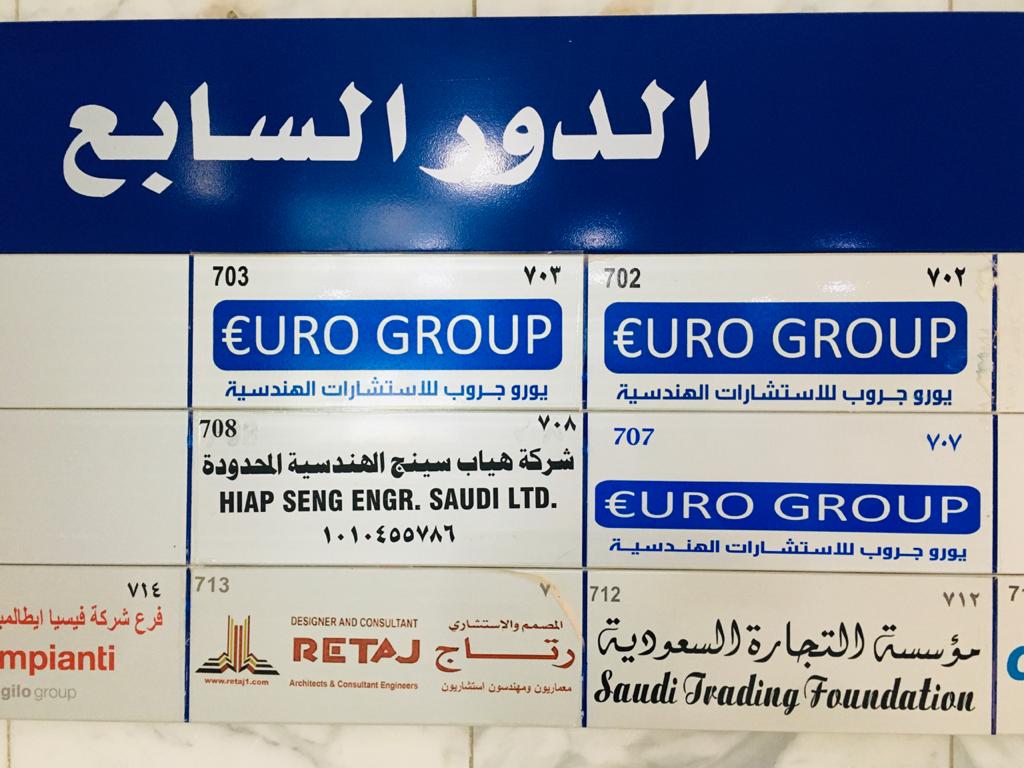 الدور السابع
703 ٧٠٣
€URO GROUP
يورو جروب للاستشارات الهندسية
702 ٧٠٢
€URO GROUP
يورو جروب للاستشارات الهندسية
708 ٧٠٨
شركة هياب سينج الهندسية المحدودة
HIAP SENG ENGR. SAUDI LTD.
١٠١٠٤٥٥٧٨٦
707 ٧٠٧
€URO GROUP
يورو جروب للاستشارات الهندسية
٧١٤
فرع شركة فيسيا
mpianti
gilo group
713
DESIGNER AND CONSULTANT المصمم والاستشاري
RETAJ رتاج
www.retaj1.com
Architects & Consultant Engineers معماريون ومهندسون استشاريون
712 ٧١٢
مؤسسة التجارة السعودية
Saudi Trading Foundation